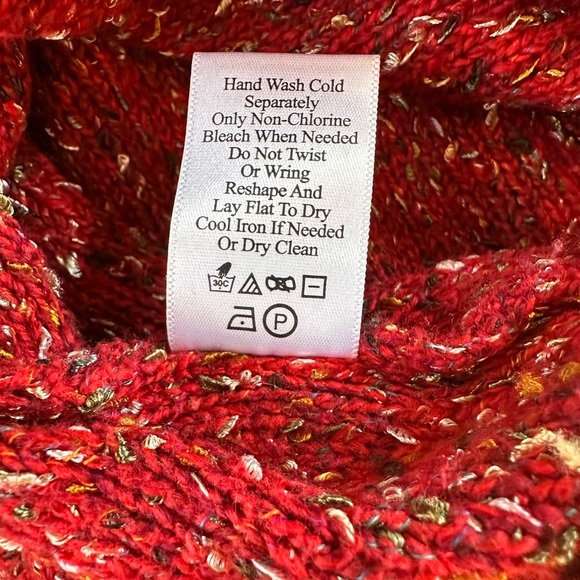 Hand Wash Cold
Separately
Only Non-Chlorine
Bleach When Needed
Do Not Twist
Or Wring
Reshape And
Lay Flat To Dry
Cool Iron If Needed
Or Dry Clean
30C
P